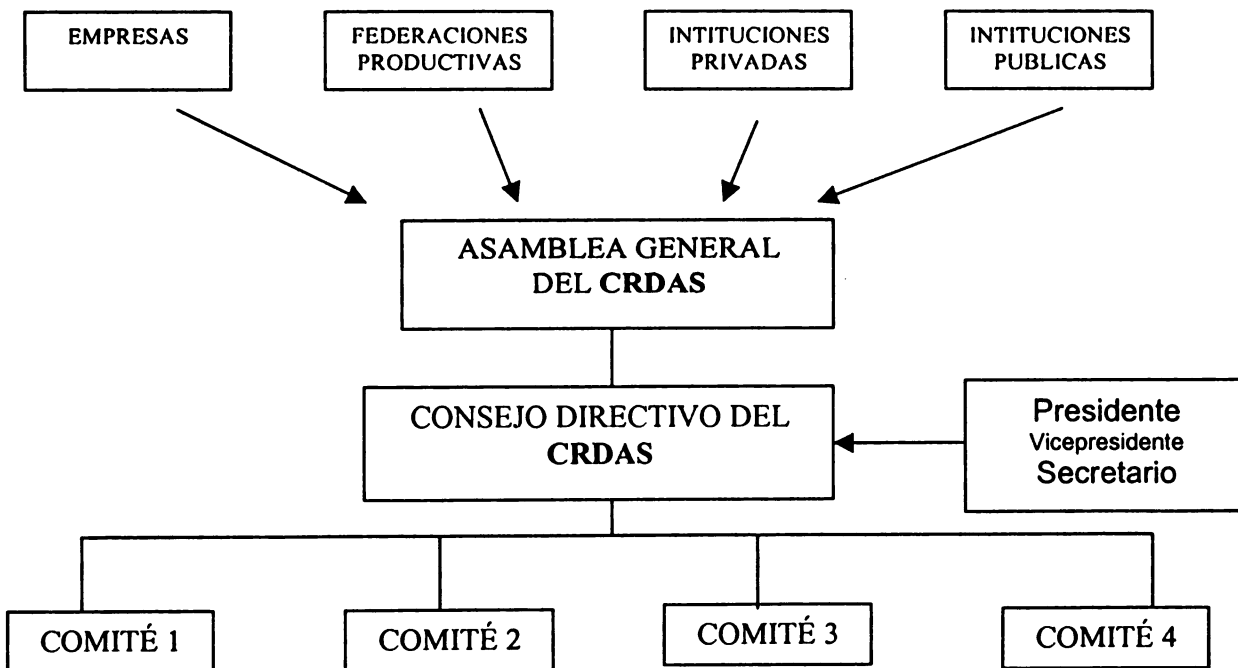 EMPRESAS
FEDERACIONES
PRODUCTIVAS
INTITUCIONES
PRIVADAS
INTITUCIONES
PUBLICAS
ASAMBLEA GENERAL
DEL CRDAS
CONSEJO DIRECTIVO DEL
CRDAS
Presidente
Vicepresidente
Secretario
COMITÉ 1
COMITÉ 2
COMITÉ 3
COMITÉ 4